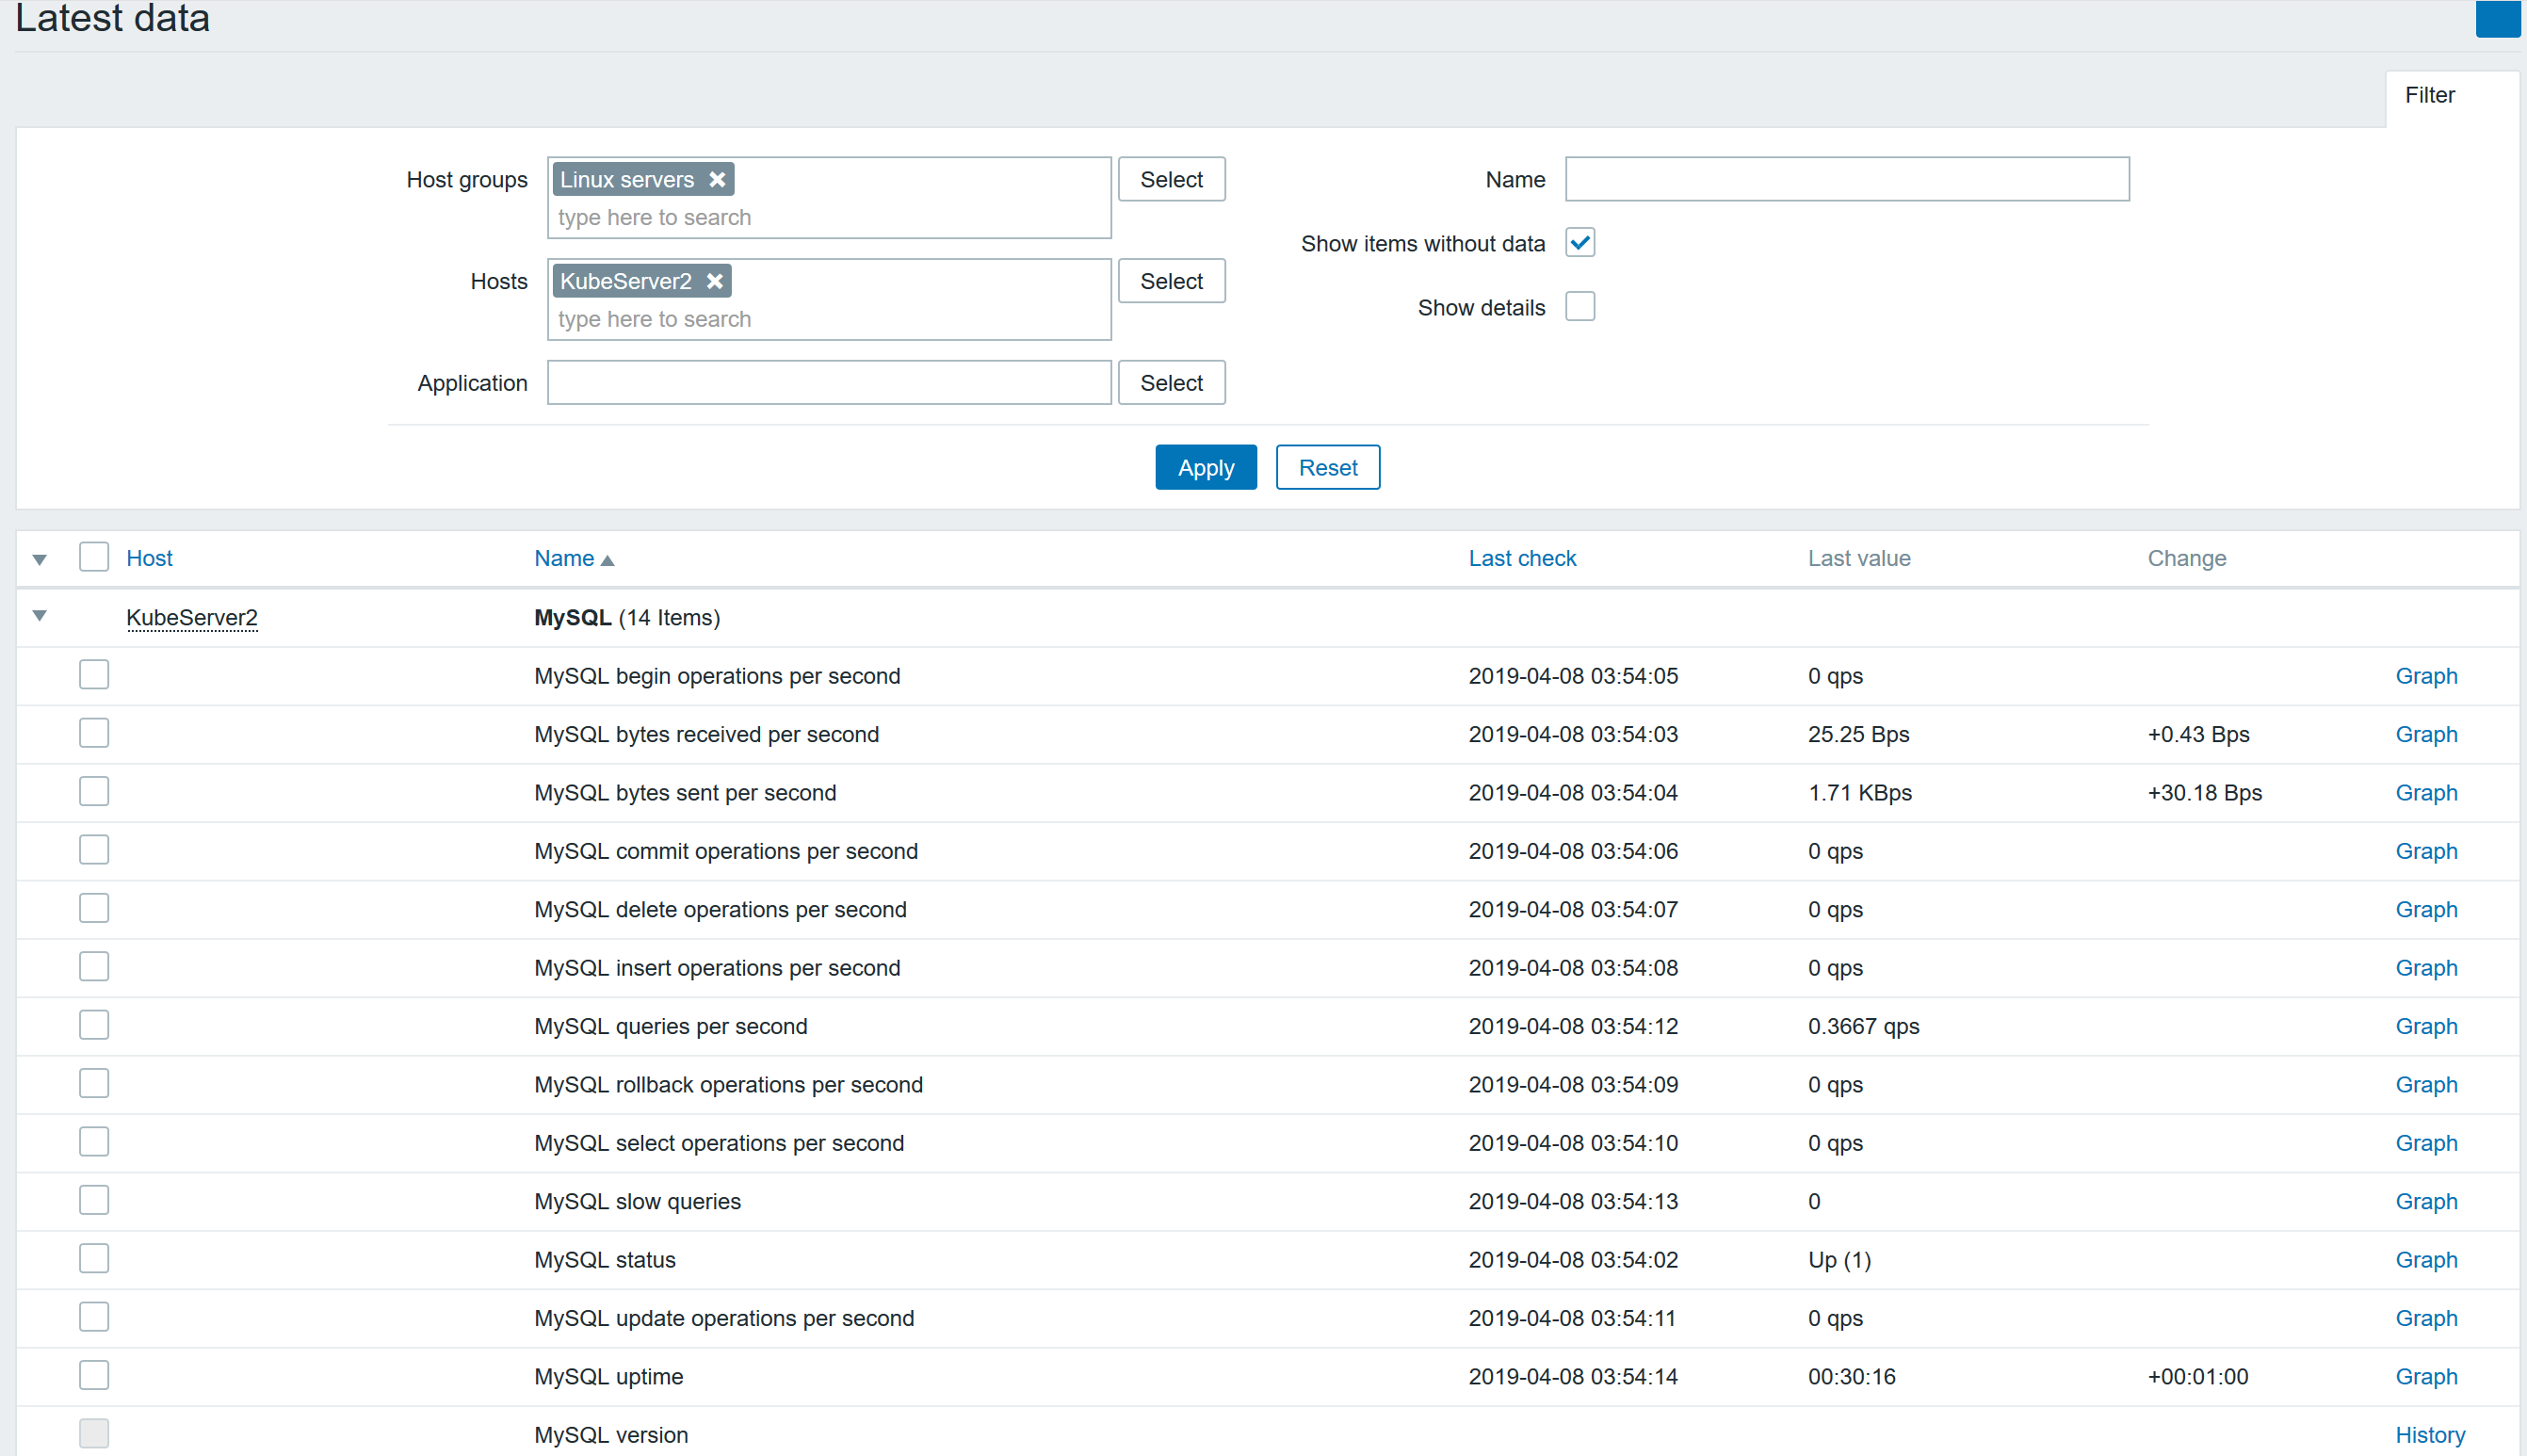 Latest data
Filter
Host groups Linux servers Select Name
type here to search
Show items without data
Hosts KubeServer2 Select
type here to search Show details
Application Select
Apply Reset
Host Name Last check Last value Change
KubeServer2 MySQL (14 Items)
MySQL begin operations per second 2019-04-08 03:54:05 0 qps Graph
MySQL bytes received per second 2019-04-08 03:54:03 25.25 Bps +0.43 Bps Graph
MySQL bytes sent per second 2019-04-08 03:54:04 1.71 KBps +30.18 Bps Graph
MySQL commit operations per second 2019-04-08 03:54:06 0 qps Graph
MySQL delete operations per second 2019-04-08 03:54:07 0 qps Graph
MySQL insert operations per second 2019-04-08 03:54:08 0 qps Graph
MySQL queries per second 2019-04-08 03:54:12 0.3667 qps Graph
MySQL rollback operations per second 2019-04-08 03:54:09 0 qps Graph
MySQL select operations per second 2019-04-08 03:54:10 0 qps Graph
MySQL slow queries 2019-04-08 03:54:13 0 Graph
MySQL status 2019-04-08 03:54:02 Up (1) Graph
MySQL update operations per second 2019-04-08 03:54:11 0 qps Graph
MySQL uptime 2019-04-08 03:54:14 00:30:16 +00:01:00 Graph
MySQL version History